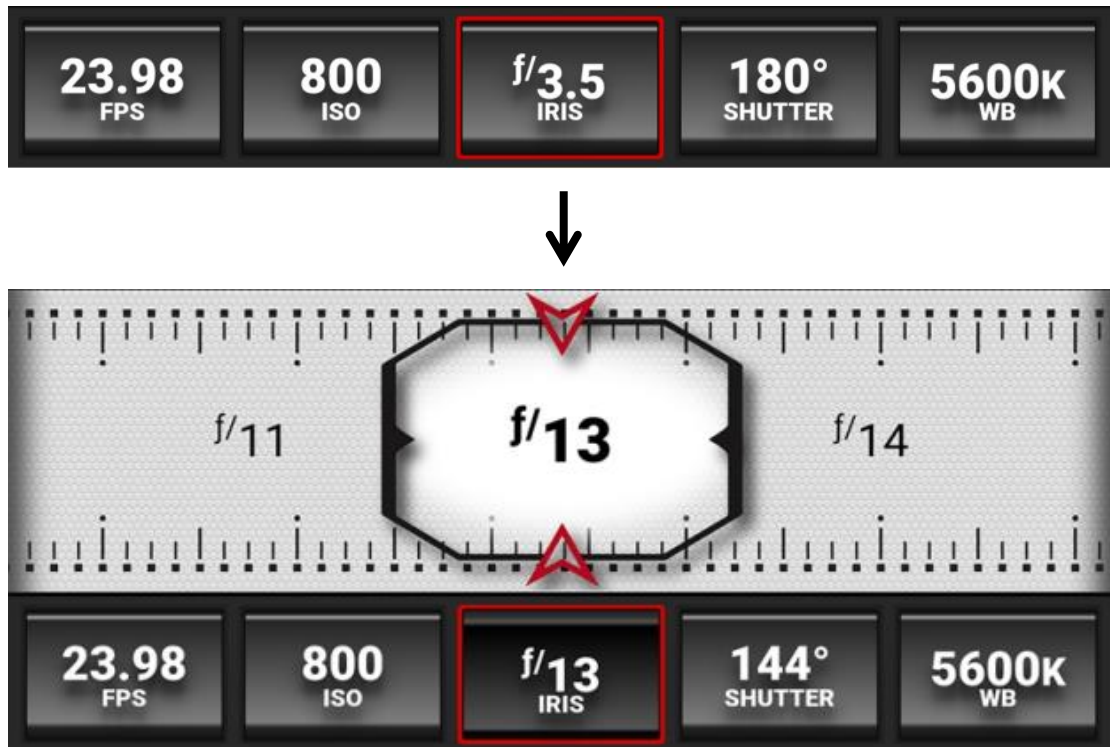 23.98 800 ƒ/3.5 180° 5600K
FPS ISO IRIS SHUTTER WB
ƒ/11 ƒ/13 ƒ/14
23.98 800 ƒ/13 144° 5600K
FPS ISO IRIS SHUTTER WB